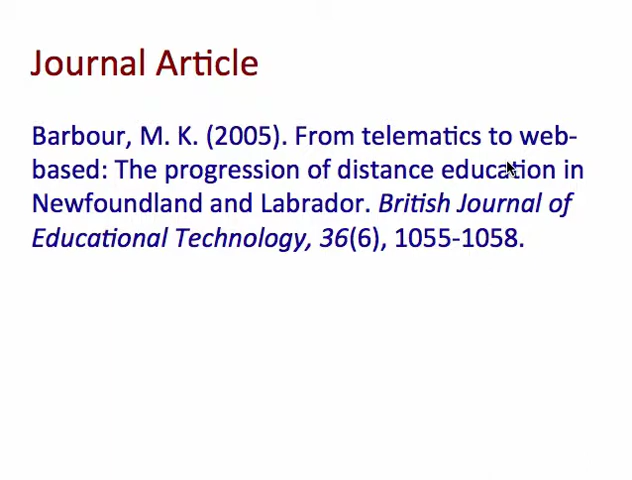 Journal Article
Barbour, M. K. (2005). From telematics to web-
based: The progression of distance education in
Newfoundland and Labrador. British Journal of
Educational Technology, 36(6), 1055-1058.